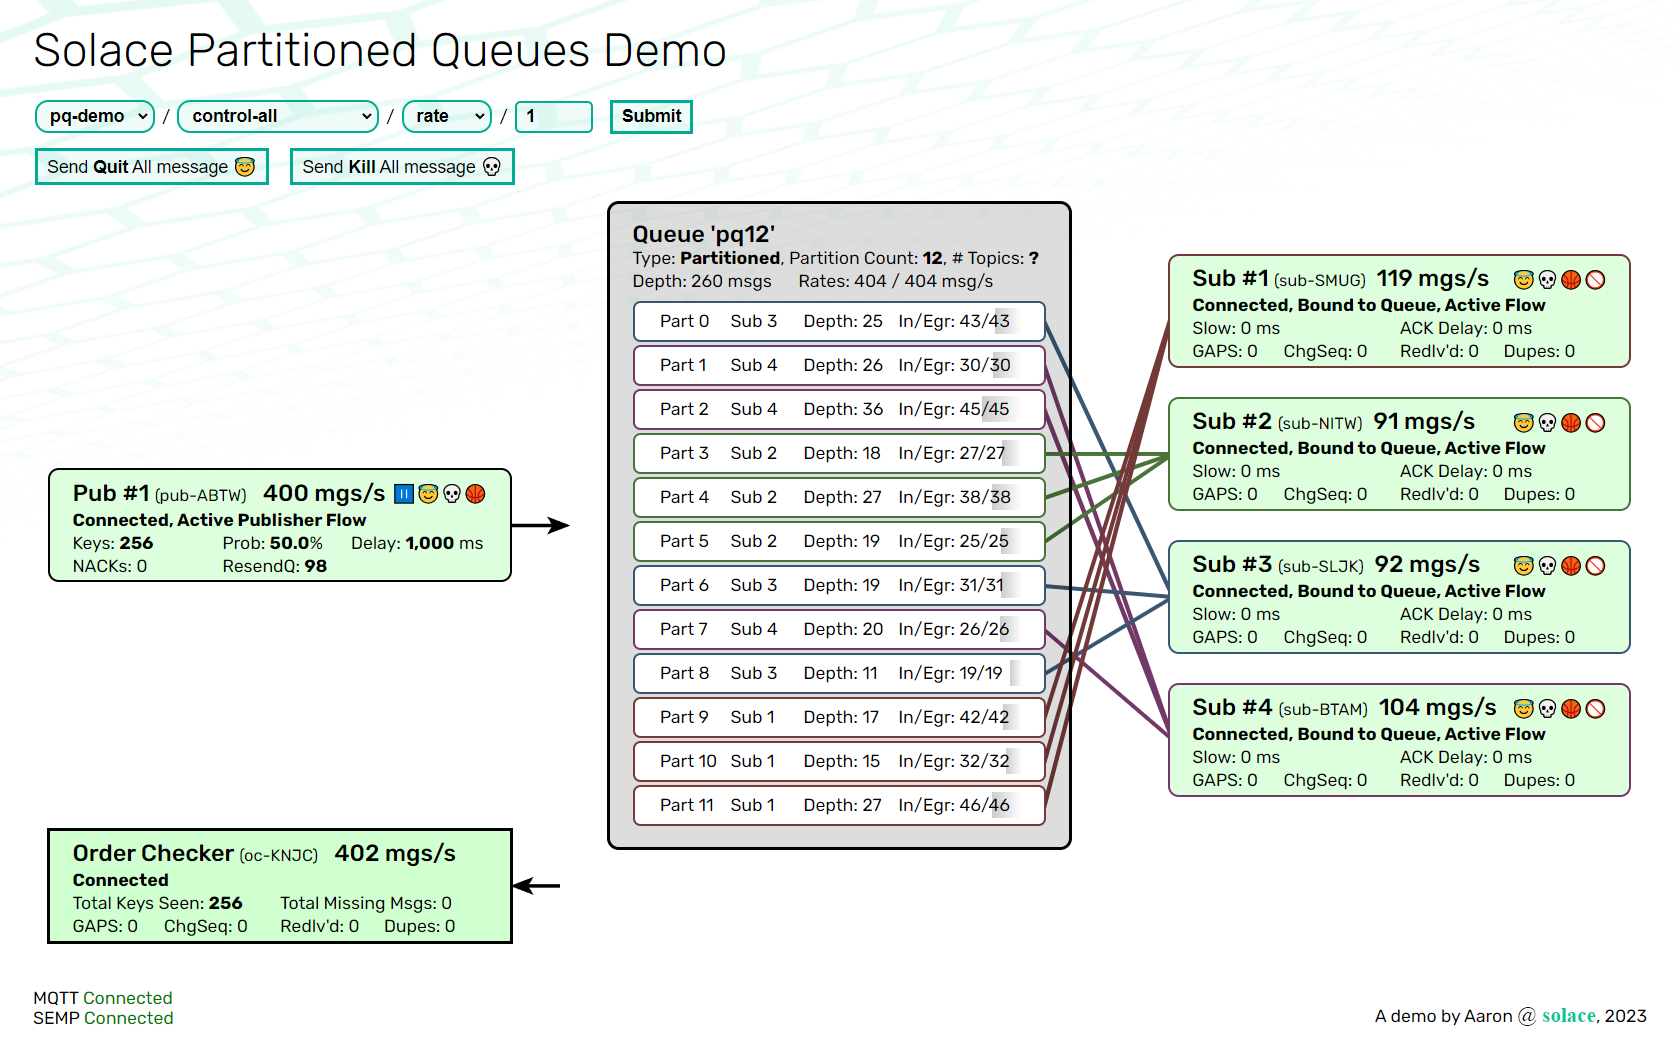 Solace Partitioned Queues Demo
pq-demo / control-all / rate / 1 Submit
Send Quit All message Send Kill All message
Queue 'pq12'
Type: Partitioned, Partition Count: 12, # Topics: ?
Depth: 260 msgs Rates: 404 / 404 msg/s
Part 0 Sub 3 Depth: 25 In/Egr: 43/43
Part 1 Sub 4 Depth: 26 In/Egr: 30/30
Part 2 Sub 4 Depth: 36 In/Egr: 45/45
Part 3 Sub 2 Depth: 18 In/Egr: 27/27
Part 4 Sub 2 Depth: 27 In/Egr: 38/38
Part 5 Sub 2 Depth: 19 In/Egr: 25/25
Part 6 Sub 3 Depth: 19 In/Egr: 31/31
Part 7 Sub 4 Depth: 20 In/Egr: 26/26
Part 8 Sub 3 Depth: 11 In/Egr: 19/19
Part 9 Sub 1 Depth: 17 In/Egr: 42/42
Part 10 Sub 1 Depth: 15 In/Egr: 32/32
Part 11 Sub 1 Depth: 27 In/Egr: 46/46
Pub #1 (pub-ABTW) 400 mgs/s
Connected, Active Publisher Flow
Keys: 256 Prob: 50.0% Delay: 1,000 ms
NACKs: 0 ResendQ: 98
Sub #1 (sub-SMUG) 119 mgs/s
Connected, Bound to Queue, Active Flow
Slow: 0 ms ACK Delay: 0 ms
GAPS: 0 ChgSeq: 0 Redlv'd: 0 Dupes: 0
Sub #2 (sub-NITW) 91 mgs/s
Connected, Bound to Queue, Active Flow
Slow: 0 ms ACK Delay: 0 ms
GAPS: 0 ChgSeq: 0 Redlv'd: 0 Dupes: 0
Sub #3 (sub-SLJK) 92 mgs/s
Connected, Bound to Queue, Active Flow
Slow: 0 ms ACK Delay: 0 ms
GAPS: 0 ChgSeq: 0 Redlv'd: 0 Dupes: 0
Sub #4 (sub-BTAM) 104 mgs/s
Connected, Bound to Queue, Active Flow
Slow: 0 ms ACK Delay: 0 ms
GAPS: 0 ChgSeq: 0 Redlv'd: 0 Dupes: 0
Order Checker (oc-KNJC) 402 mgs/s
Connected
Total Keys Seen: 256 Total Missing Msgs: 0
GAPS: 0 ChgSeq: 0 Redlv'd: 0 Dupes: 0
MQTT Connected
SEMP Connected
A demo by Aaron @ solace, 2023